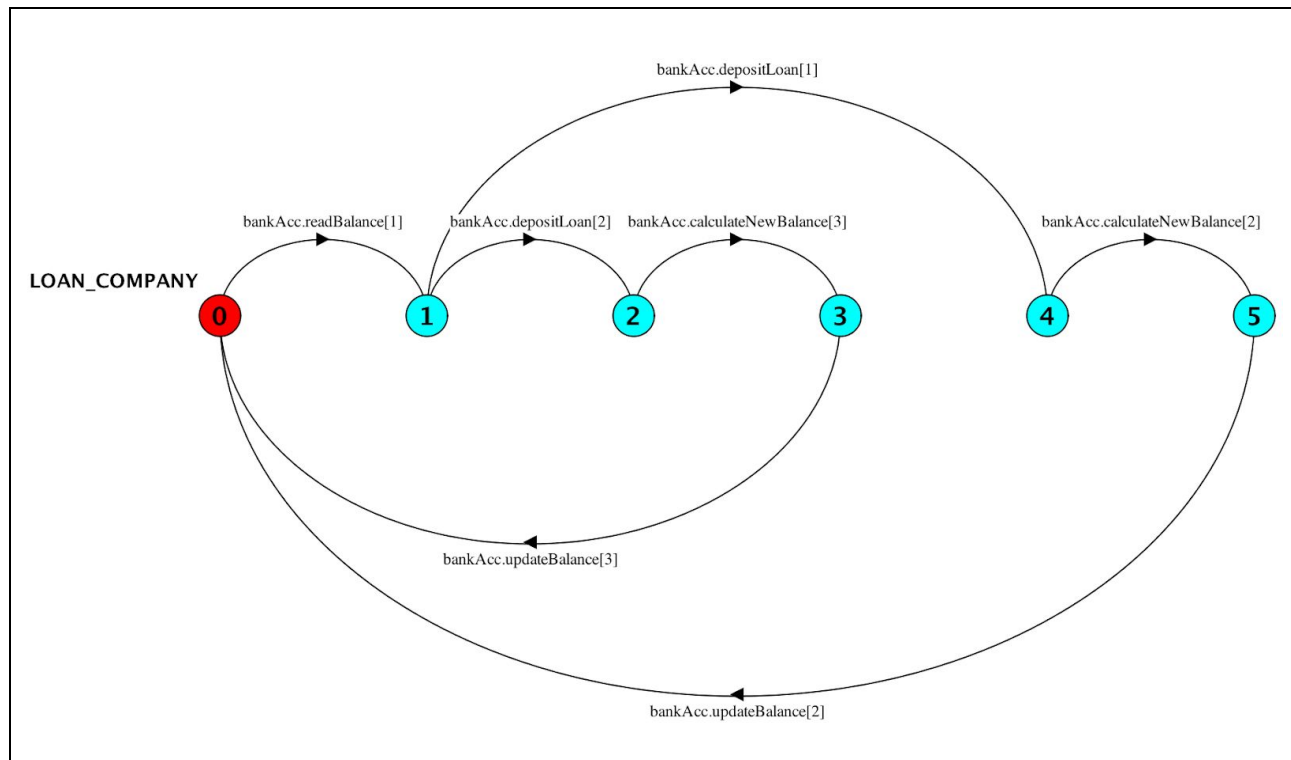 bankAcc.depositLoan[1]
bankAcc.readBalance[1]
bankAcc.depositLoan[2]
bankAcc.calculateNewBalance[3]
bankAcc.calculateNewBalance[2]
LOAN_COMPANY
0
1
2
3
4
5
bankAcc.updateBalance[3]
bankAcc.updateBalance[2]